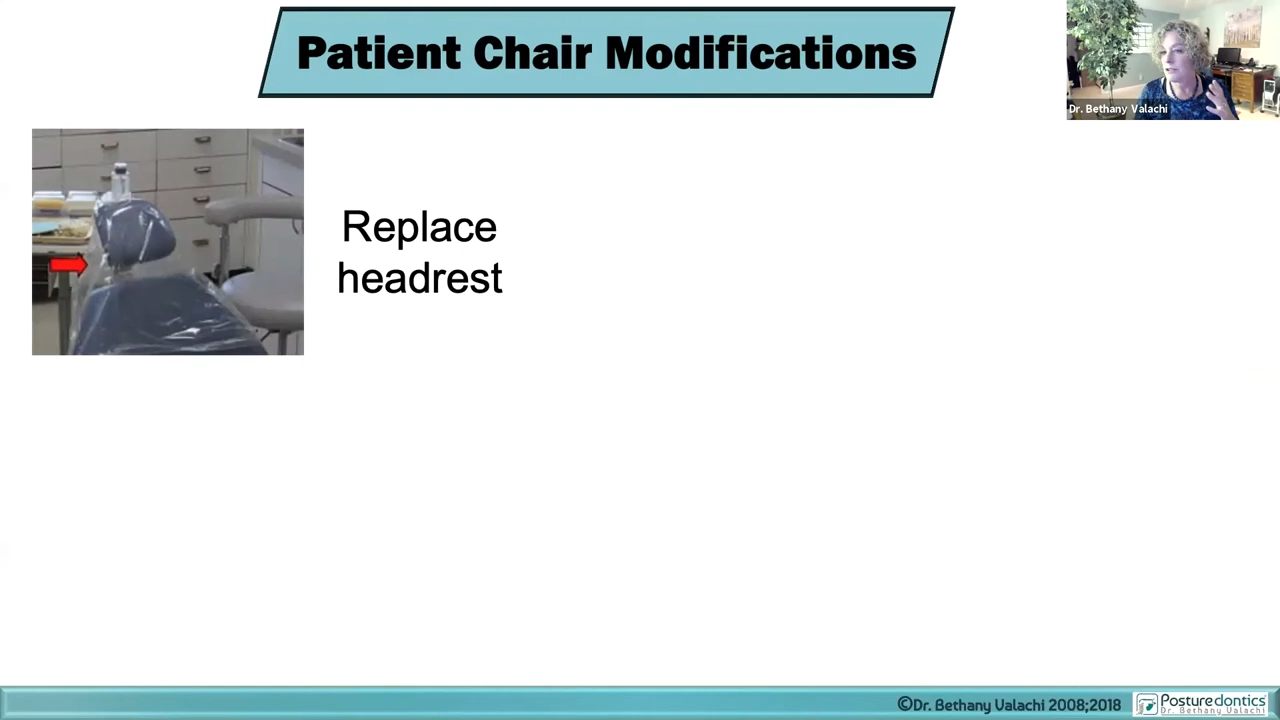 Patient Chair Modifications
Dr. Bethany Valachi
Replace
headrest
©Dr. Bethany Valachi 2008;2018
Posturedontics®
Dr. Bethany Valachi